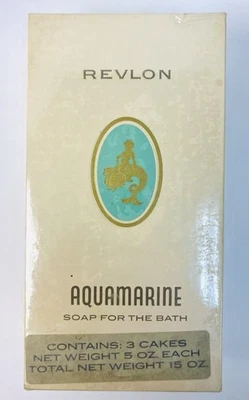 REVLON
AQUAMARINE
SOAP FOR THE BATH
CONTAINS: 3 CAKES
NET WEIGHT 5 OZ. EACH
TOTAL NET WEIGHT 15 OZ.